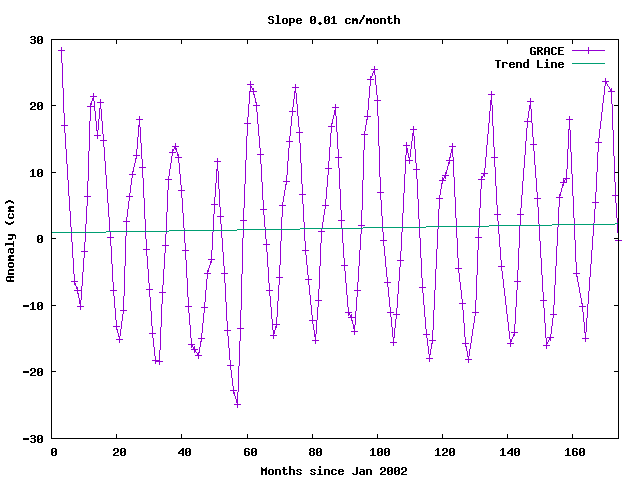 Slope 0.01 cm/month
30
20
10
0
-10
-20
-30
Anomaly (cm)
GRACE
Trend Line
0 20 40 60 80 100 120 140 160
Months since Jan 2002